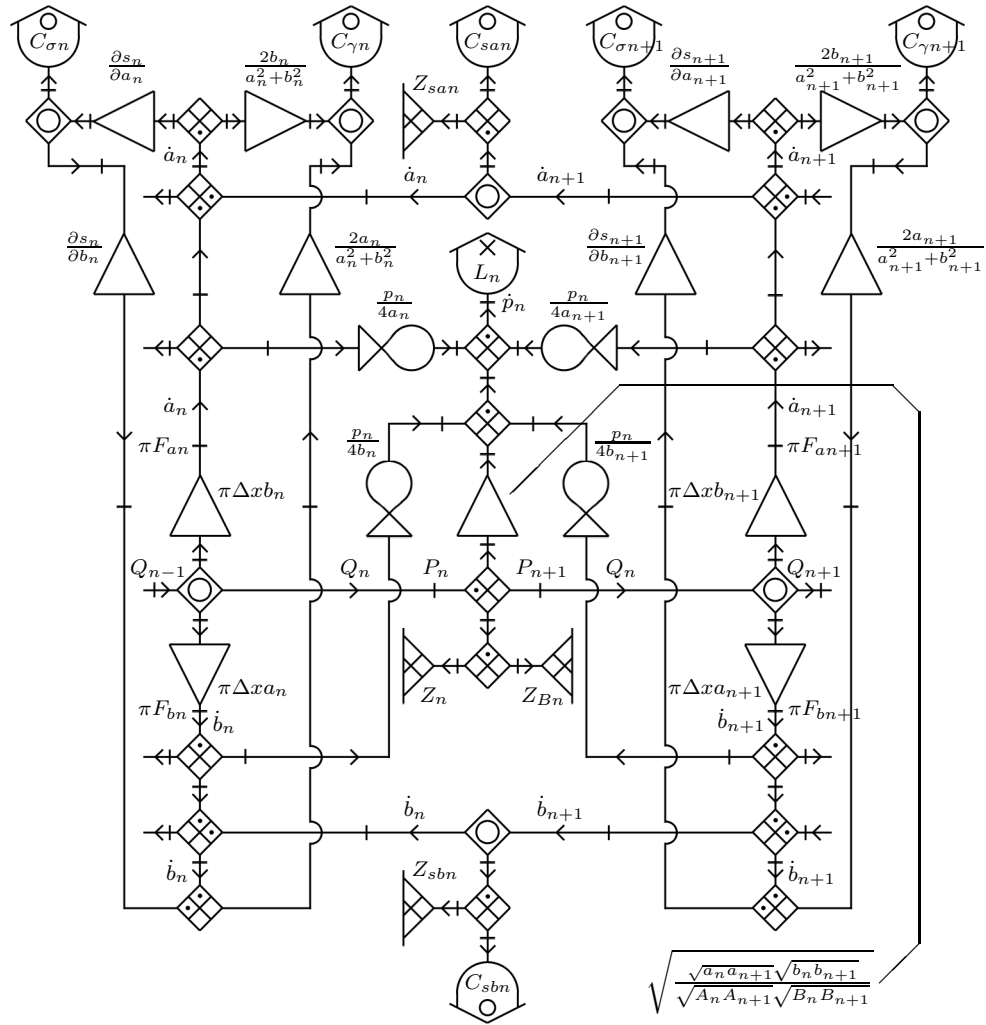 C_{σn} C_{γn} C_{san} C_{σn+1} C_{γn+1}
∂s_n/∂a_n 2b_n/(a_n^2+b_n^2) Z_{san} ∂s_{n+1}/∂a_{n+1} 2b_{n+1}/(a_{n+1}^2+b_{n+1}^2)
ȧ_n ȧ_{n+1}
ȧ_n ȧ_{n+1}
∂s_n/∂b_n 2a_n/(a_n^2+b_n^2) L_n ∂s_{n+1}/∂b_{n+1} 2a_{n+1}/(a_{n+1}^2+b_{n+1}^2)
p_n/4a_n ṗ_n p_n/4a_{n+1}
ȧ_n ȧ_{n+1}
πF_{an} p_n/4b_n p_n/4b_{n+1} πF_{an+1}
πΔxb_n πΔxb_{n+1}
Q_{n-1} Q_n P_n P_{n+1} Q_n Q_{n+1}
πΔxa_n Z_n Z_{Bn} πΔxa_{n+1}
πF_{bn} ḃ_n ḃ_{n+1} πF_{bn+1}
ḃ_n ḃ_{n+1}
ḃ_n Z_{sbn} ḃ_{n+1}
C_{sbn} √(√(a_n a_{n+1})√(b_n b_{n+1})/√(A_n A_{n+1})√(B_n B_{n+1}))